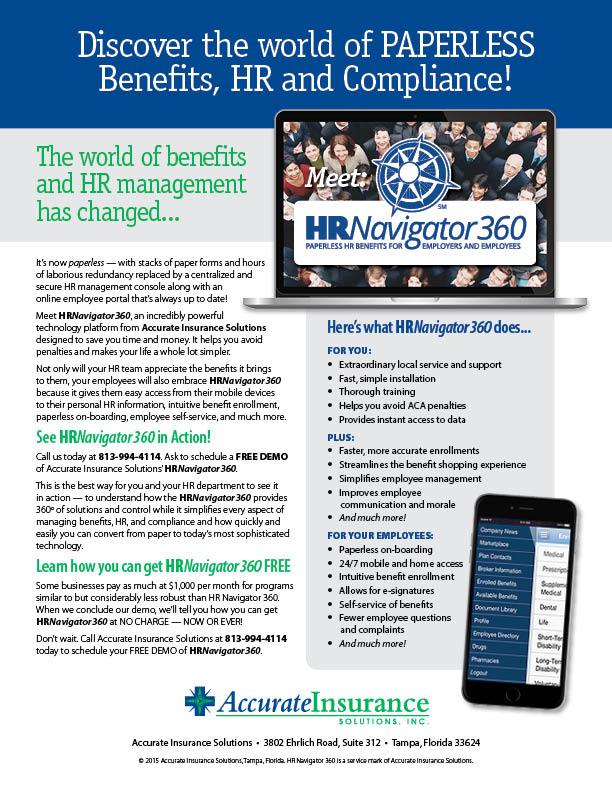 Discover the world of PAPERLESS
Benefits, HR and Compliance!
The world of benefits
and HR management
has changed...
Meet:
SM
HRNavigator360
PAPERLESS HR BENEFITS FOR EMPLOYERS AND EMPLOYEES
It's now paperless — with stacks of paper forms and hours
of laborious redundancy replaced by a centralized and
secure HR management console along with an
online employee portal that's always up to date!
Meet HRNavigator360, an incredibly powerful
technology platform from Accurate Insurance Solutions
designed to save you time and money. It helps you avoid
penalties and makes your life a whole lot simpler.
Not only will your HR team appreciate the benefits it brings
to them, your employees will also embrace HRNavigator360
because it gives them easy access from their mobile devices
to their personal HR information, intuitive benefit enrollment,
paperless on-boarding, employee self-service, and much more.
See HRNavigator360 in Action!
Call us today at 813-994-4114. Ask to schedule a FREE DEMO
of Accurate Insurance Solutions' HRNavigator360.
This is the best way for you and your HR department to see it
in action — to understand how the HRNavigator360 provides
360º of solutions and control while it simplifies every aspect of
managing benefits, HR, and compliance and how quickly and
easily you can convert from paper to today's most sophisticated
technology.
Learn how you can get HRNavigator360 FREE
Some businesses pay as much at $1,000 per month for programs
similar to but considerably less robust than HR Navigator 360.
When we conclude our demo, we'll tell you how you can get
HRNavigator360 at NO CHARGE — NOW OR EVER!
Don't wait. Call Accurate Insurance Solutions at 813-994-4114
today to schedule your FREE DEMO of HRNavigator360.
Here's what HRNavigator360 does...
FOR YOU:
• Extraordinary local service and support
• Fast, simple installation
• Thorough training
• Helps you avoid ACA penalties
• Provides instant access to data
PLUS:
• Faster, more accurate enrollments
• Streamlines the benefit shopping experience
• Simplifies employee management
• Improves employee
communication and morale
• And much more!
FOR YOUR EMPLOYEES:
• Paperless on-boarding
• 24/7 mobile and home access
• Intuitive benefit enrollment
• Allows for e-signatures
• Self-service of benefits
• Fewer employee questions
and complaints
• And much more!
Company News
Marketplace
Plan Contacts
Broker Information
Enrolled Benefits
Available Benefits
Document Library
Profile
Employee Directory
Drugs
Pharmacies
Logout
Medical
Medical
Dental
Life
Disability
Disability
AccurateInsurance
SOLUTIONS, INC.
Accurate Insurance Solutions • 3802 Ehrlich Road, Suite 312 • Tampa, Florida 33624
© 2015 Accurate Insurance Solutions, Tampa, Florida. HR Navigator 360 is a service mark of Accurate Insurance Solutions.